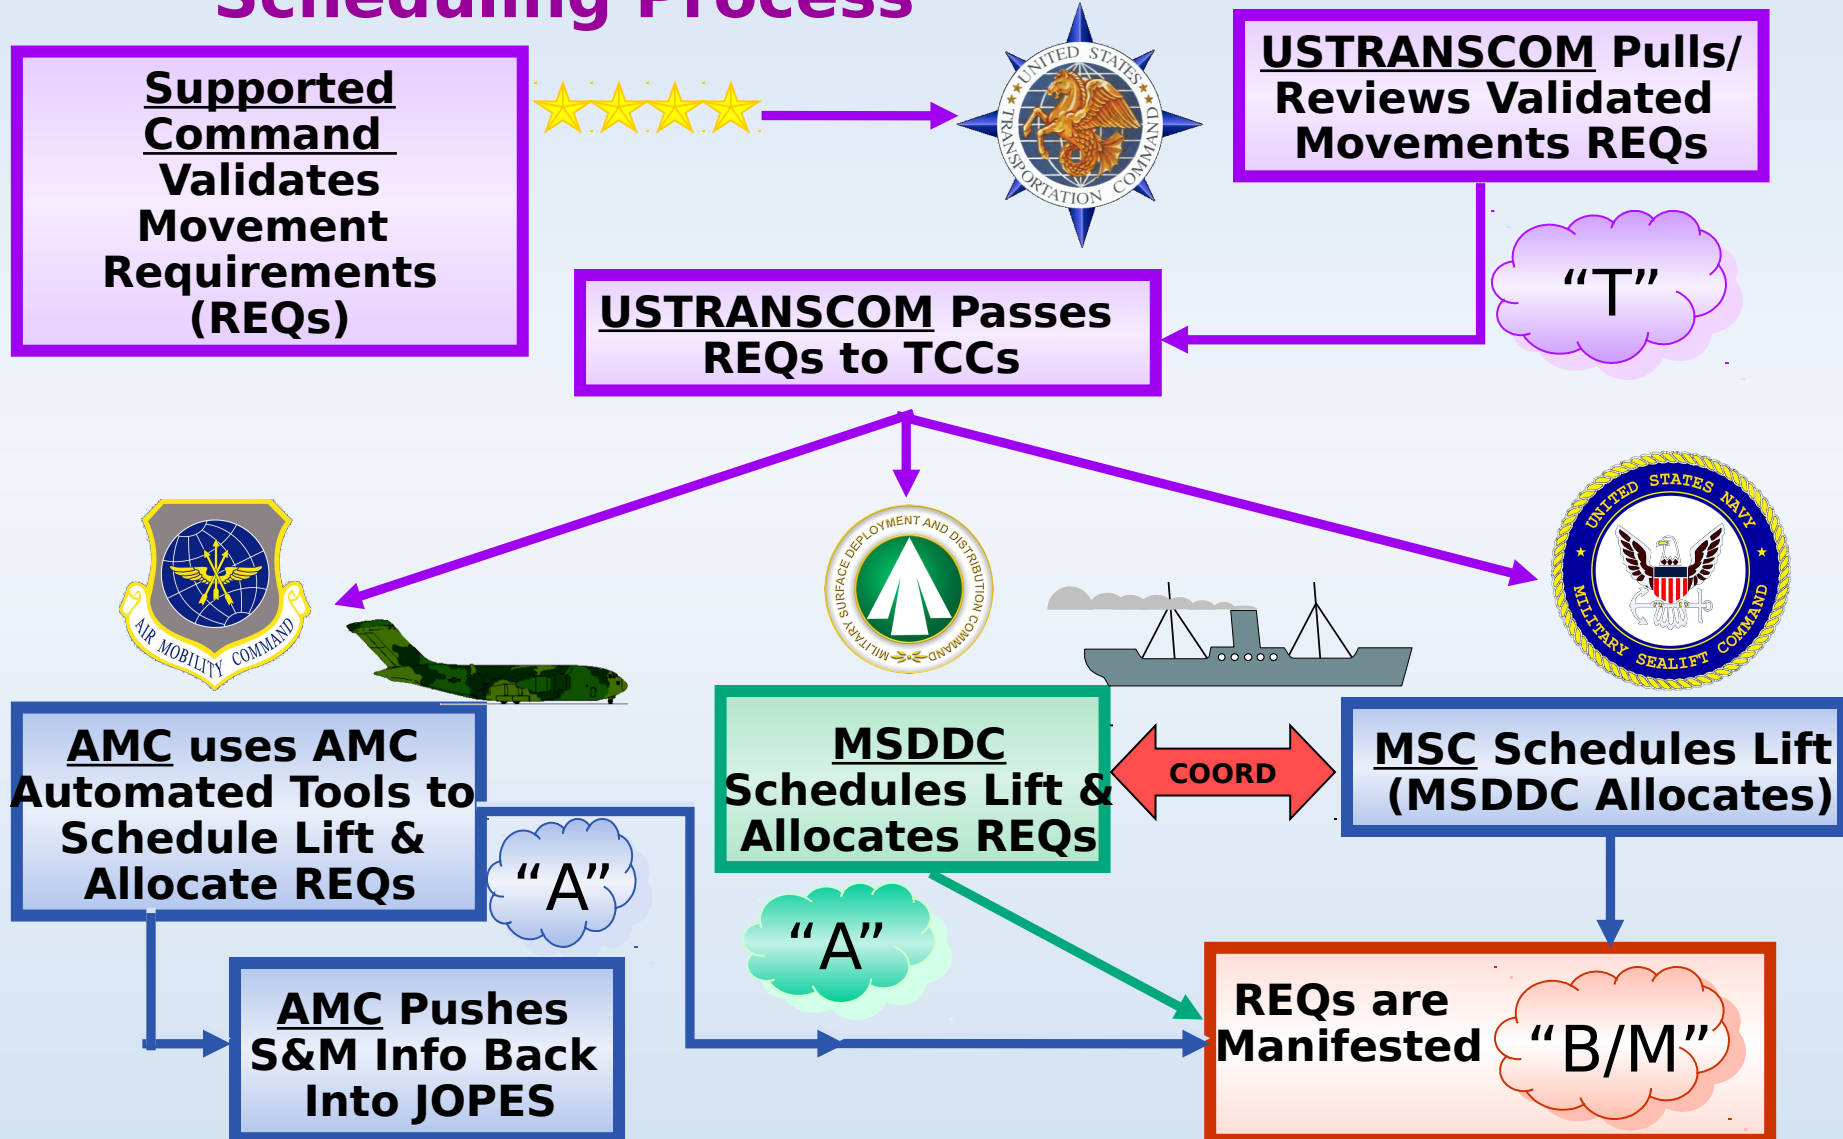 Scheduling Process
Supported
Command
Validates
Movement
Requirements
(REQs)
UNITED STATES
TRANSPORTATION COMMAND
USTRANSCOM Pulls/
Reviews Validated
Movements REQs
“T”
USTRANSCOM Passes
REQs to TCCs
AIR MOBILITY COMMAND
MILITARY SURFACE DEPLOYMENT AND DISTRIBUTION COMMAND
UNITED STATES NAVY
MILITARY SEALIFT COMMAND
AMC uses AMC
Automated Tools to
Schedule Lift &
Allocate REQs
“A”
MSDDC
Schedules Lift &
Allocates REQs
COORD
MSC Schedules Lift
(MSDDC Allocates)
“A”
AMC Pushes
S&M Info Back
Into JOPES
REQs are
Manifested
“B/M”